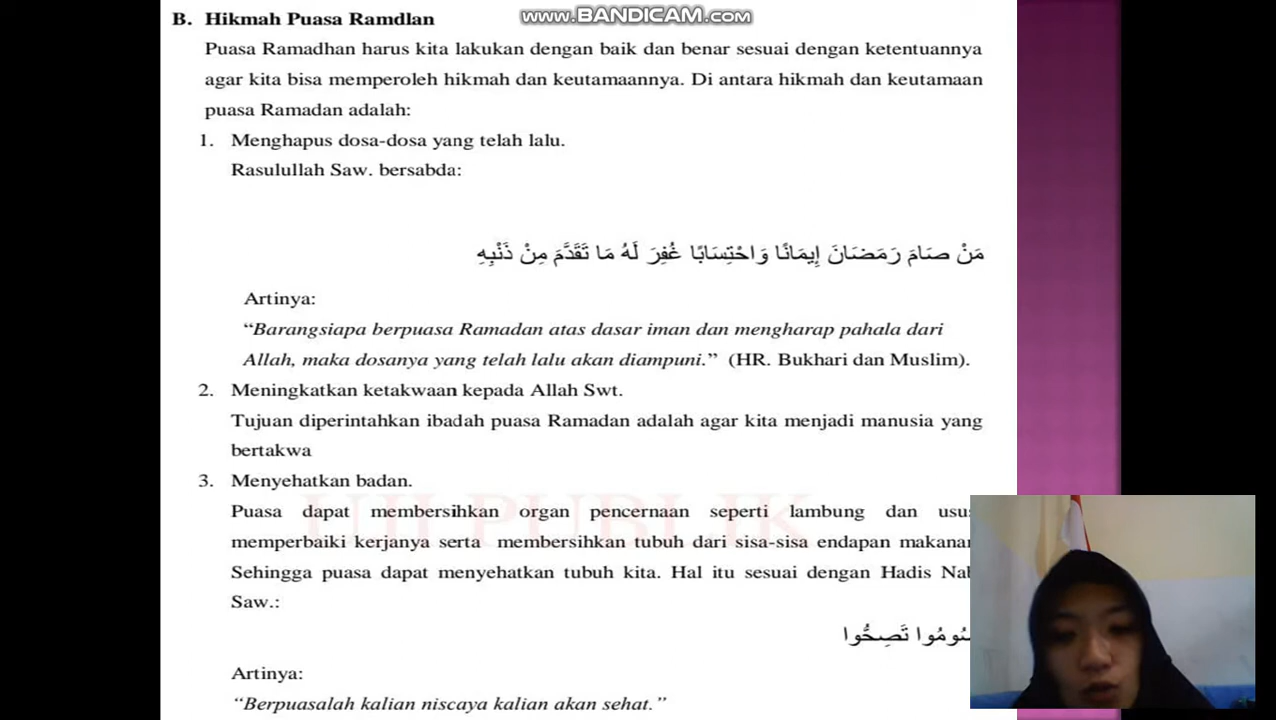 www.BANDICAM.com
B. Hikmah Puasa Ramdlan
Puasa Ramadhan harus kita lakukan dengan baik dan benar sesuai dengan ketentuannya
agar kita bisa memperoleh hikmah dan keutamaannya. Di antara hikmah dan keutamaan
puasa Ramadan adalah:
1. Menghapus dosa-dosa yang telah lalu.
Rasulullah Saw. bersabda:
مَنْ صَامَ رَمَضَانَ إِيمَانًا وَاحْتِسَابًا غُفِرَ لَهُ مَا تَقَدَّمَ مِنْ ذَنْبِهِ
Artinya:
“Barangsiapa berpuasa Ramadan atas dasar iman dan mengharap pahala dari
Allah, maka dosanya yang telah lalu akan diampuni.” (HR. Bukhari dan Muslim).
2. Meningkatkan ketakwaan kepada Allah Swt.
Tujuan diperintahkan ibadah puasa Ramadan adalah agar kita menjadi manusia yang
bertakwa
3. Menyehatkan badan.
UJI PUBLIK
Puasa dapat membersihkan organ pencernaan seperti lambung dan
memperbaiki kerjanya serta membersihkan tubuh dari sisa-sisa endapan
Sehingga puasa dapat menyehatkan tubuh kita. Hal itu sesuai dengan Hadis
Saw.:
تَصِحُّوا
Artinya:
“Berpuasalah kalian niscaya kalian akan sehat.”